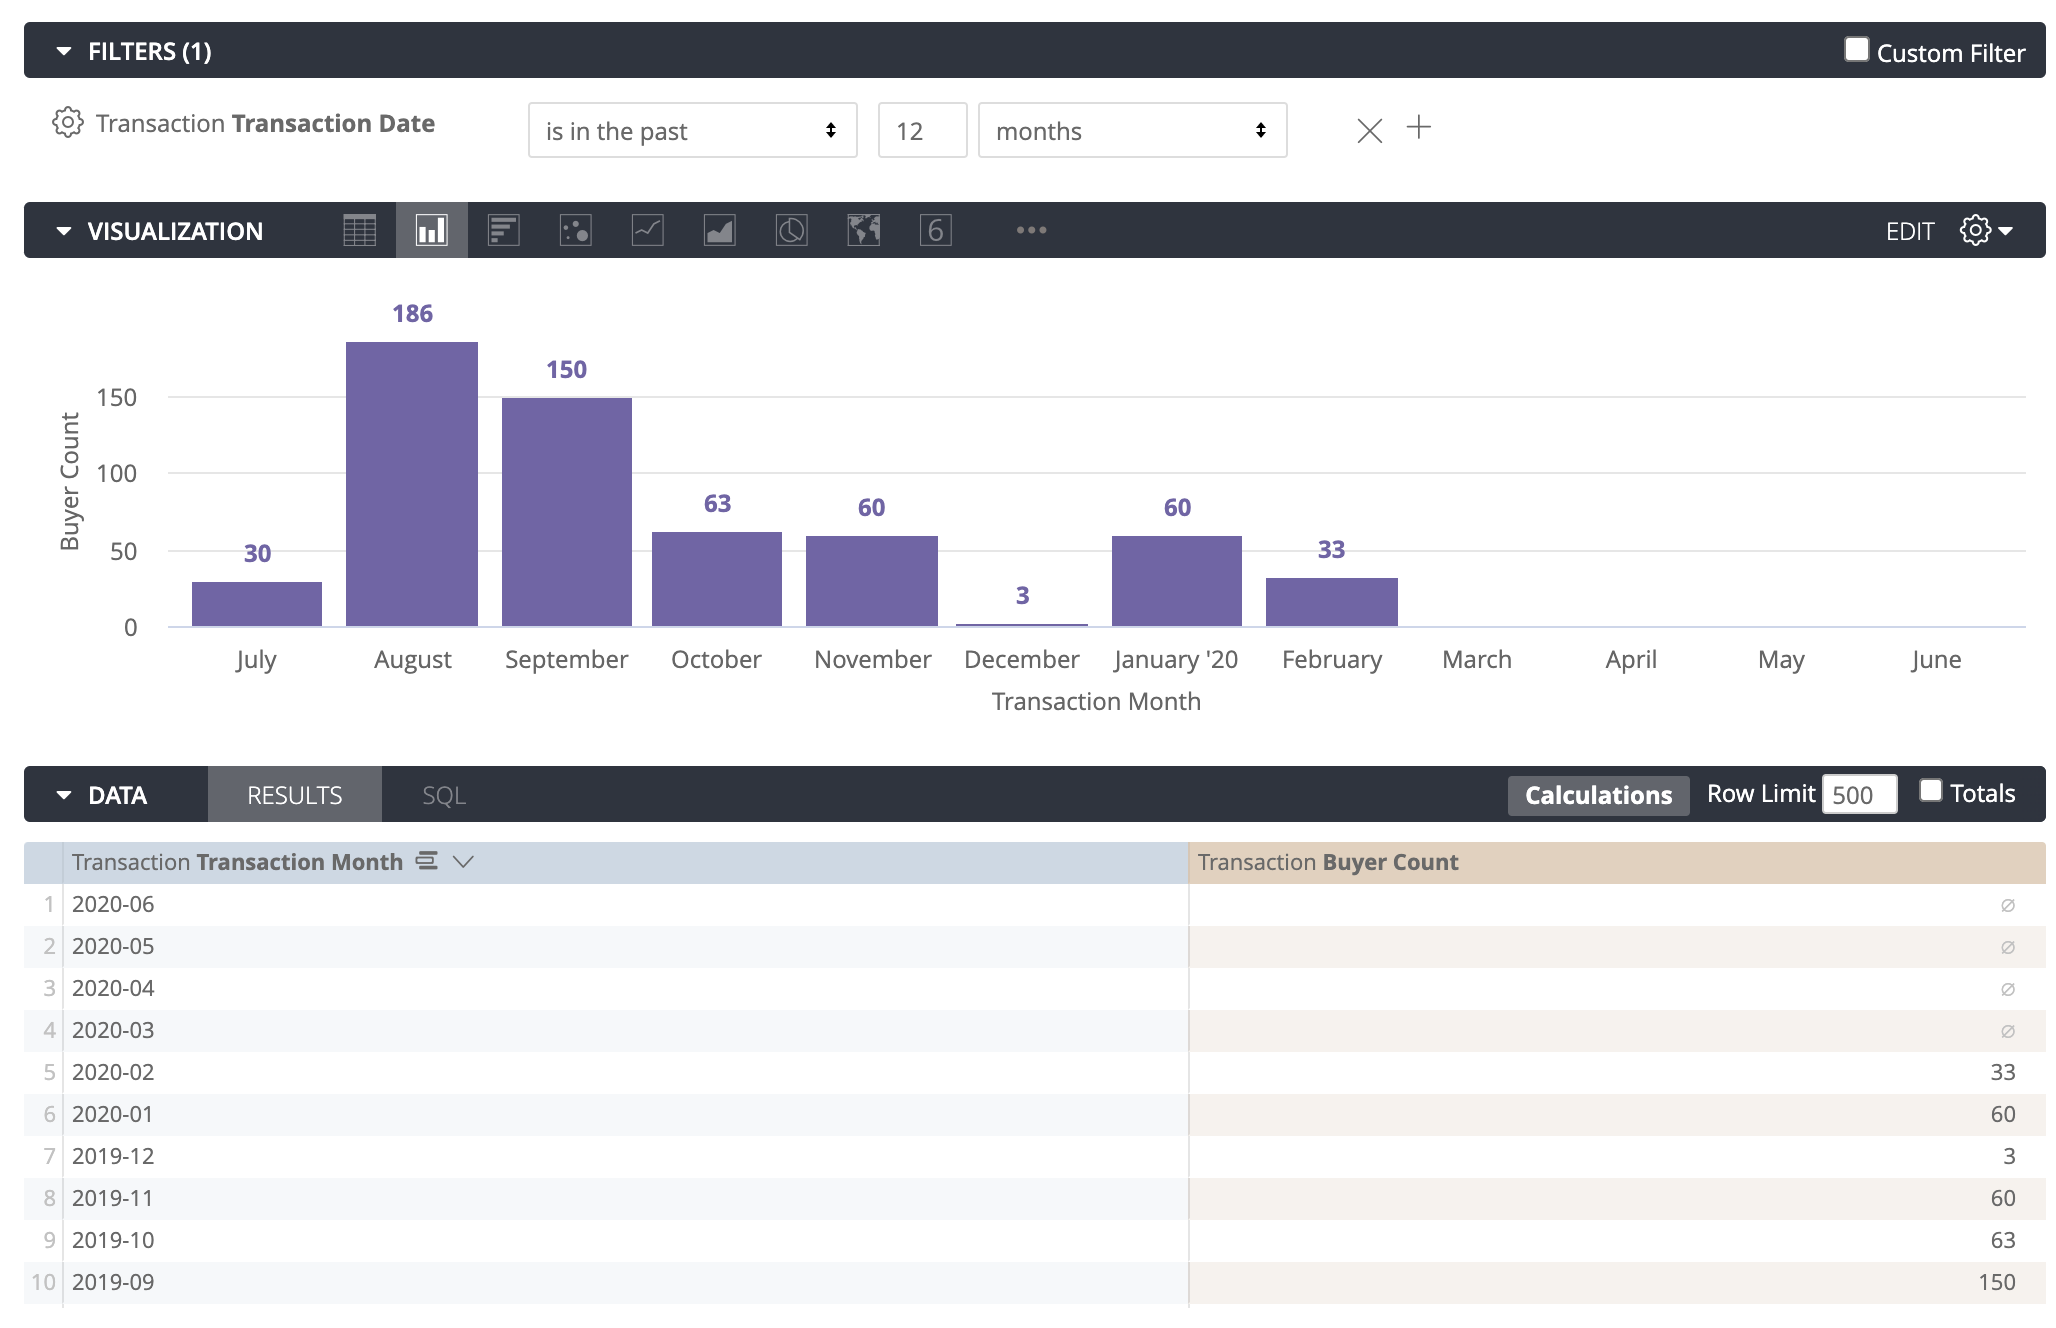 FILTERS (1)
Custom Filter
Transaction Transaction Date
is in the past
12
months
VISUALIZATION
6
EDIT
186
150
63
60
60
30
33
3
150
100
50
0
Buyer Count
July August September October November December January '20 February March April May June
Transaction Month
DATA RESULTS SQL Calculations Row Limit 500 Totals
Transaction Transaction Month Transaction Buyer Count
1 2020-06 ∅
2 2020-05 ∅
3 2020-04 ∅
4 2020-03 ∅
5 2020-02 33
6 2020-01 60
7 2019-12 3
8 2019-11 60
9 2019-10 63
10 2019-09 150